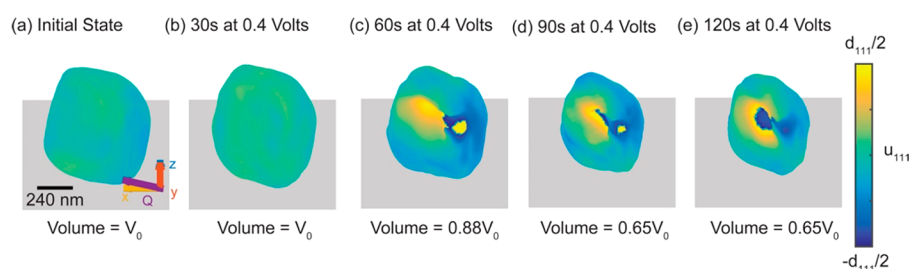 (a) Initial State
(b) 30s at 0.4 Volts
(c) 60s at 0.4 Volts
(d) 90s at 0.4 Volts
(e) 120s at 0.4 Volts
d₁₁₁/2
u₁₁₁
-d₁₁₁/2
z
y
x
Q
240 nm
Volume = V₀
Volume = V₀
Volume = 0.88V₀
Volume = 0.65V₀
Volume = 0.65V₀